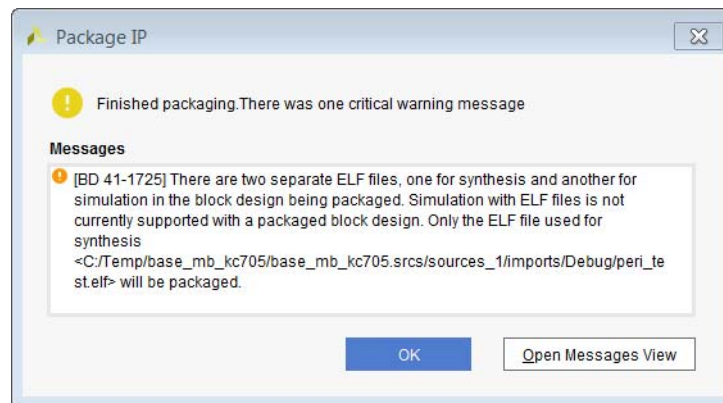 Package IP
Finished packaging.There was one critical warning message
Messages
[BD 41-1725] There are two separate ELF files, one for synthesis and another for
simulation in the block design being packaged. Simulation with ELF files is not
currently supported with a packaged block design. Only the ELF file used for
synthesis
<C:/Temp/base_mb_kc705/base_mb_kc705.srcs/sources_1/imports/Debug/peri_te
st.elf> will be packaged.
OK
Open Messages View